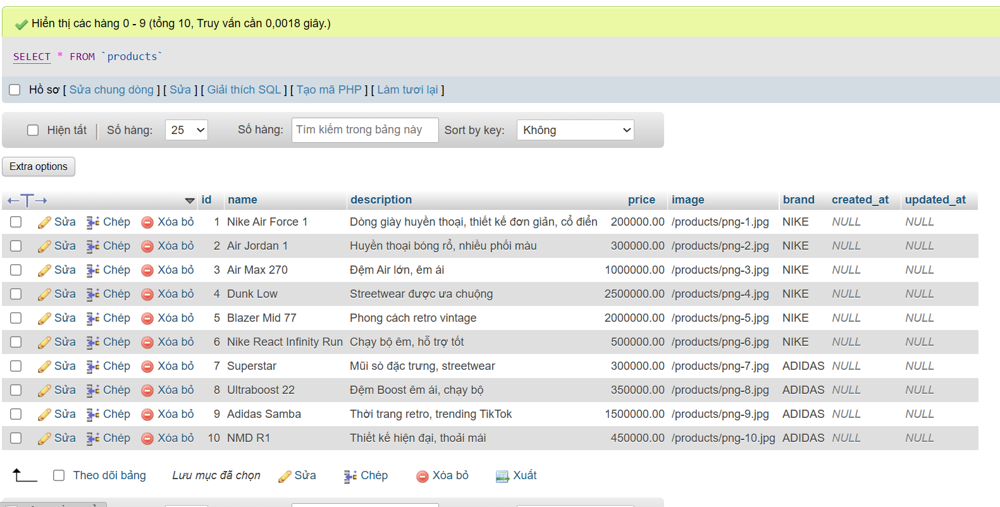 Hiển thị các hàng 0 - 9 (tổng 10, Truy vấn cần 0,0018 giây.)
SELECT * FROM `products`
Hồ sơ [ Sửa chung dòng ] [ Sửa ] [ Giải thích SQL ] [ Tạo mã PHP ] [ Làm tươi lại ]
Hiện tất Số hàng: 25 Số hàng: Tìm kiếm trong bảng này Sort by key: Không
Extra options
id name description price image brand created_at updated_at
Sửa Chép Xóa bỏ 1 Nike Air Force 1 Dòng giày huyền thoại, thiết kế đơn giản, cổ điển 200000.00 /products/png-1.jpg NIKE NULL NULL
Sửa Chép Xóa bỏ 2 Air Jordan 1 Huyền thoại bóng rổ, nhiều phối màu 300000.00 /products/png-2.jpg NIKE NULL NULL
Sửa Chép Xóa bỏ 3 Air Max 270 Đệm Air lớn, êm ái 1000000.00 /products/png-3.jpg NIKE NULL NULL
Sửa Chép Xóa bỏ 4 Dunk Low Streetwear được ưa chuộng 2500000.00 /products/png-4.jpg NIKE NULL NULL
Sửa Chép Xóa bỏ 5 Blazer Mid 77 Phong cách retro vintage 2000000.00 /products/png-5.jpg NIKE NULL NULL
Sửa Chép Xóa bỏ 6 Nike React Infinity Run Chạy bộ êm, hỗ trợ tốt 500000.00 /products/png-6.jpg NIKE NULL NULL
Sửa Chép Xóa bỏ 7 Superstar Mũi sò đặc trưng, streetwear 300000.00 /products/png-7.jpg ADIDAS NULL NULL
Sửa Chép Xóa bỏ 8 Ultraboost 22 Đệm Boost êm ái, chạy bộ 350000.00 /products/png-8.jpg ADIDAS NULL NULL
Sửa Chép Xóa bỏ 9 Adidas Samba Thời trang retro, trending TikTok 1500000.00 /products/png-9.jpg ADIDAS NULL NULL
Sửa Chép Xóa bỏ 10 NMD R1 Thiết kế hiện đại, thoải mái 450000.00 /products/png-10.jpg ADIDAS NULL NULL
Theo dõi bảng Lưu mục đã chọn Sửa Chép Xóa bỏ Xuất